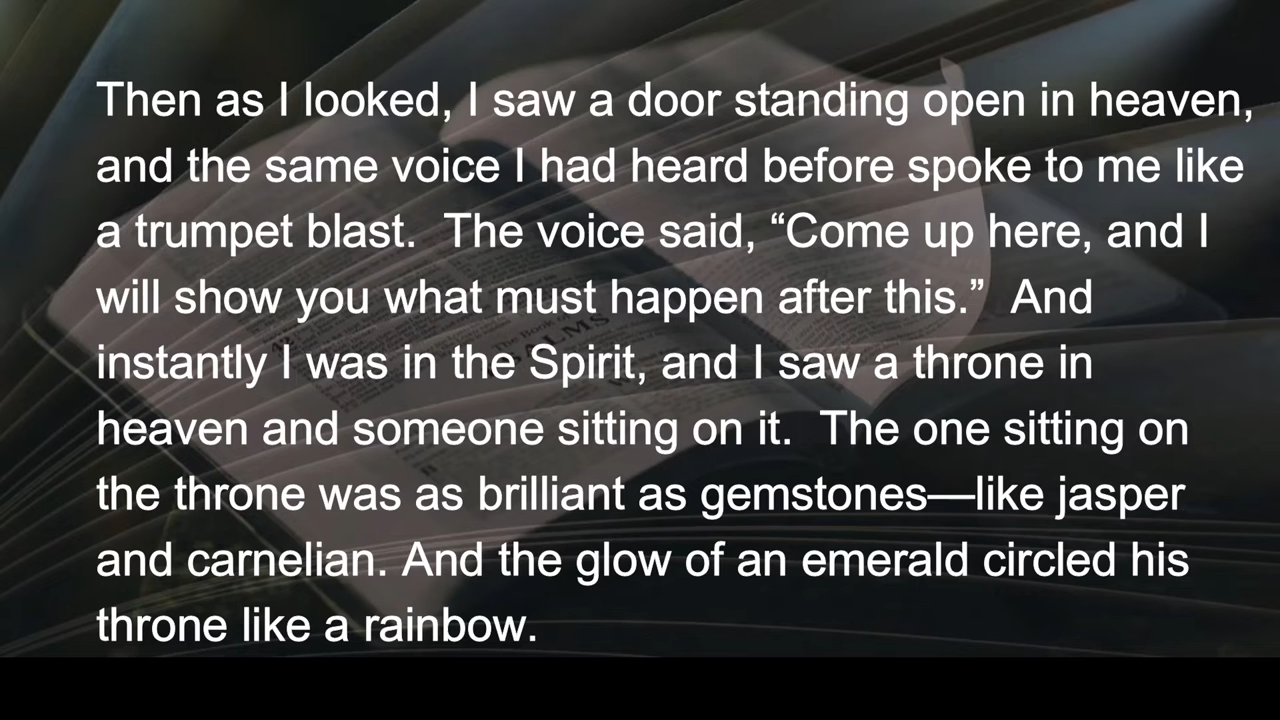 Then as I looked, I saw a door standing open in heaven,
and the same voice I had heard before spoke to me like
a trumpet blast.  The voice said, “Come up here, and I
will show you what must happen after this.”  And
instantly I was in the Spirit, and I saw a throne in
heaven and someone sitting on it.  The one sitting on
the throne was as brilliant as gemstones—like jasper
and carnelian. And the glow of an emerald circled his
throne like a rainbow.
The Book
PSALMS